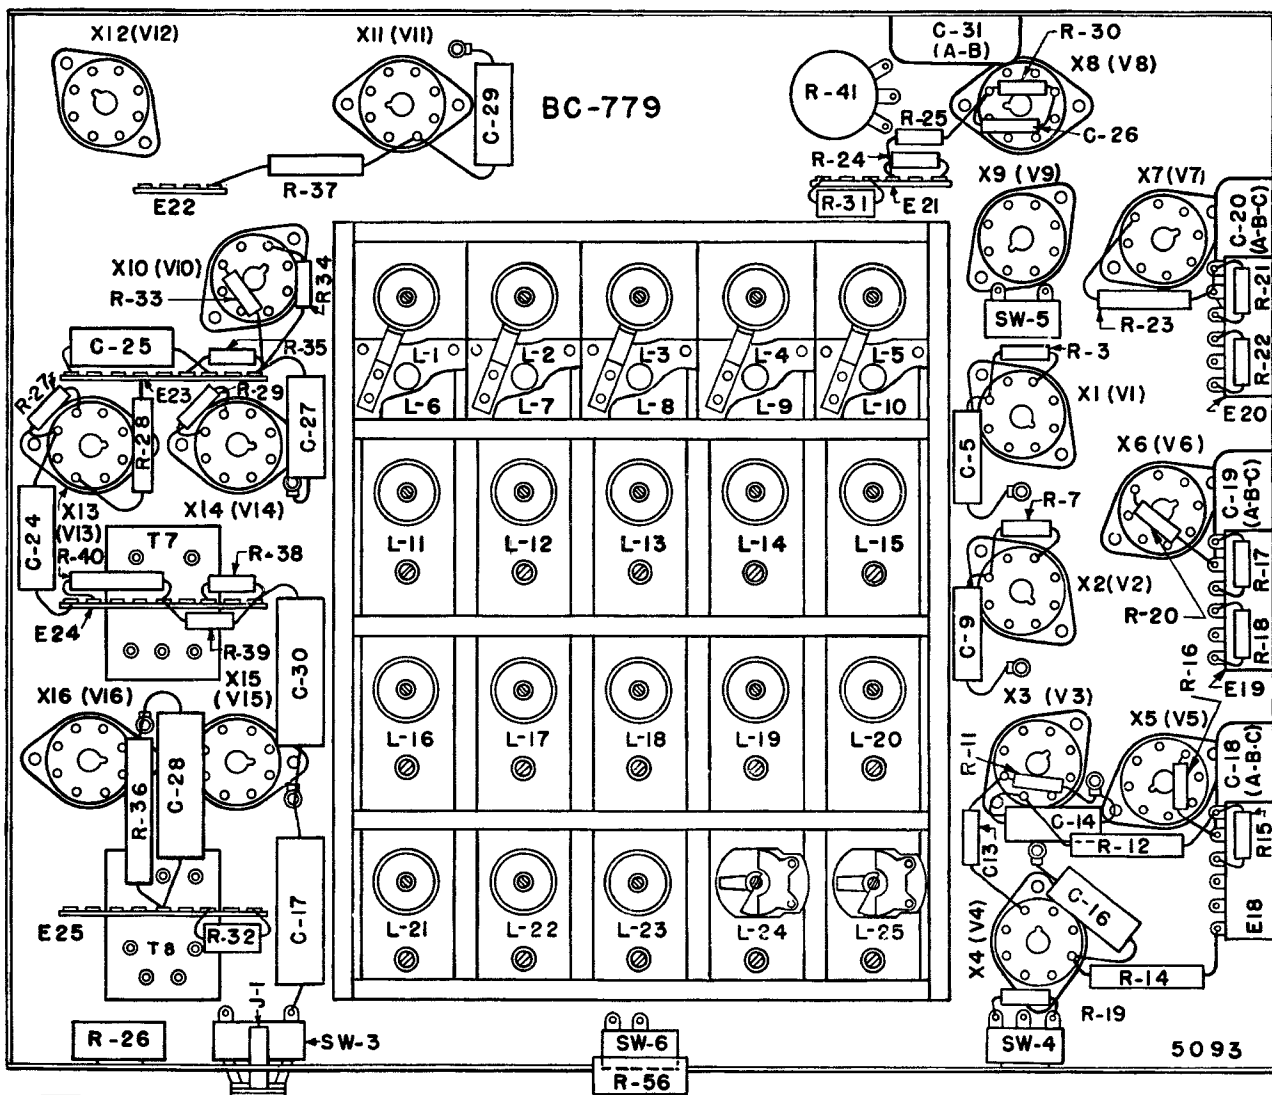 X12 (V12)
X11 (V11)
C-29
BC-779
C-31
(A-B)
R-30
X8 (V8)
R-41
R-25
C-26
R-24
R-37
E22
R-31
E21
X9 (V9)
X7 (V7)
C-20
(A-B-C)
X10 (V10)
R-33
R-34
SW-5
R-23
R-21
C-25
R-35
L-1
L-2
L-3
L-4
L-5
R-3
R-22
R-27
E23
R-29
C-27
L-6
L-7
L-8
L-9
L-10
X1 (V1)
E20
R-28
C-5
X6 (V6)
C-19
(A-B-C)
C-24
X13
(V13)
X14 (V14)
R-7
T7
R-40
R-38
L-11
L-12
L-13
L-14
L-15
R-17
X2 (V2)
E24
R-39
C-30
C-9
R-20
R-18
R-16
E19
X16 (V16)
X15
(V15)
X3 (V3)
X5 (V5)
C-18
(A-B-C)
R-11
L-16
L-17
L-18
L-19
L-20
R-36
C-28
C-14
C13
R-12
R15
C-17
C-16
E18
E25
T8
R-32
L-21
L-22
L-23
L-24
L-25
X4 (V4)
R-14
J-1
R-19
R-26
SW-3
SW-6
R-56
SW-4
5093